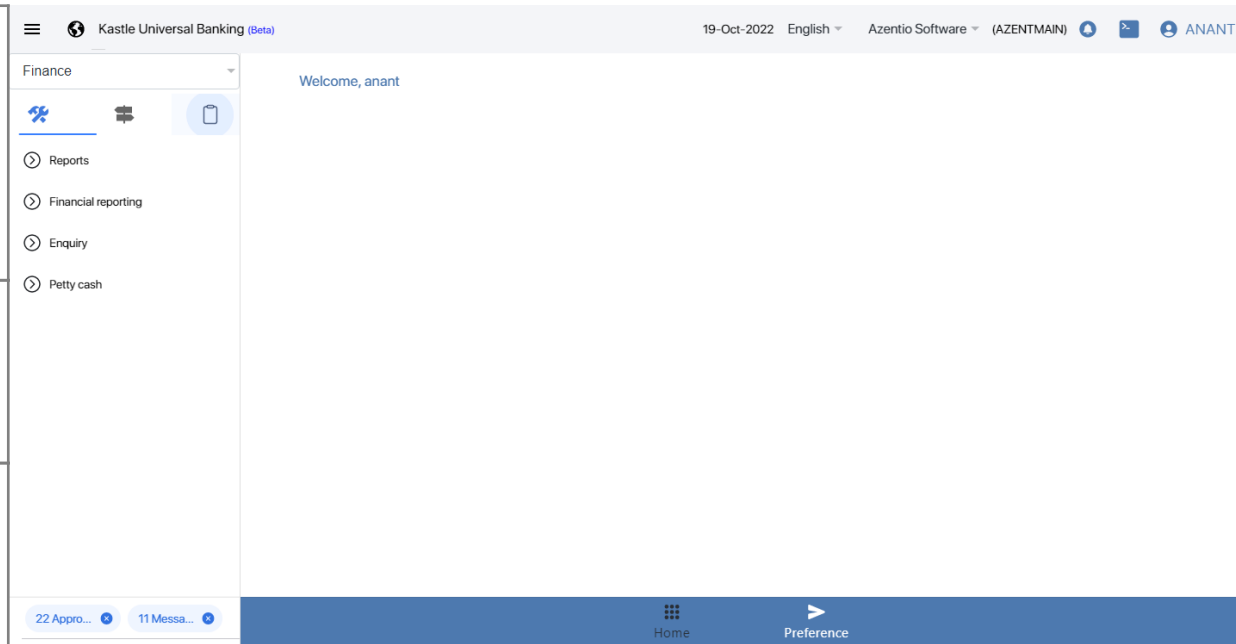 Kastle Universal Banking (Beta)
19-Oct-2022 English Azentio Software (AZENTMAIN) ANANT
Finance
Welcome, anant
Reports
Financial reporting
Enquiry
Petty cash
22 Appro... 11 Messa...
Home Preference